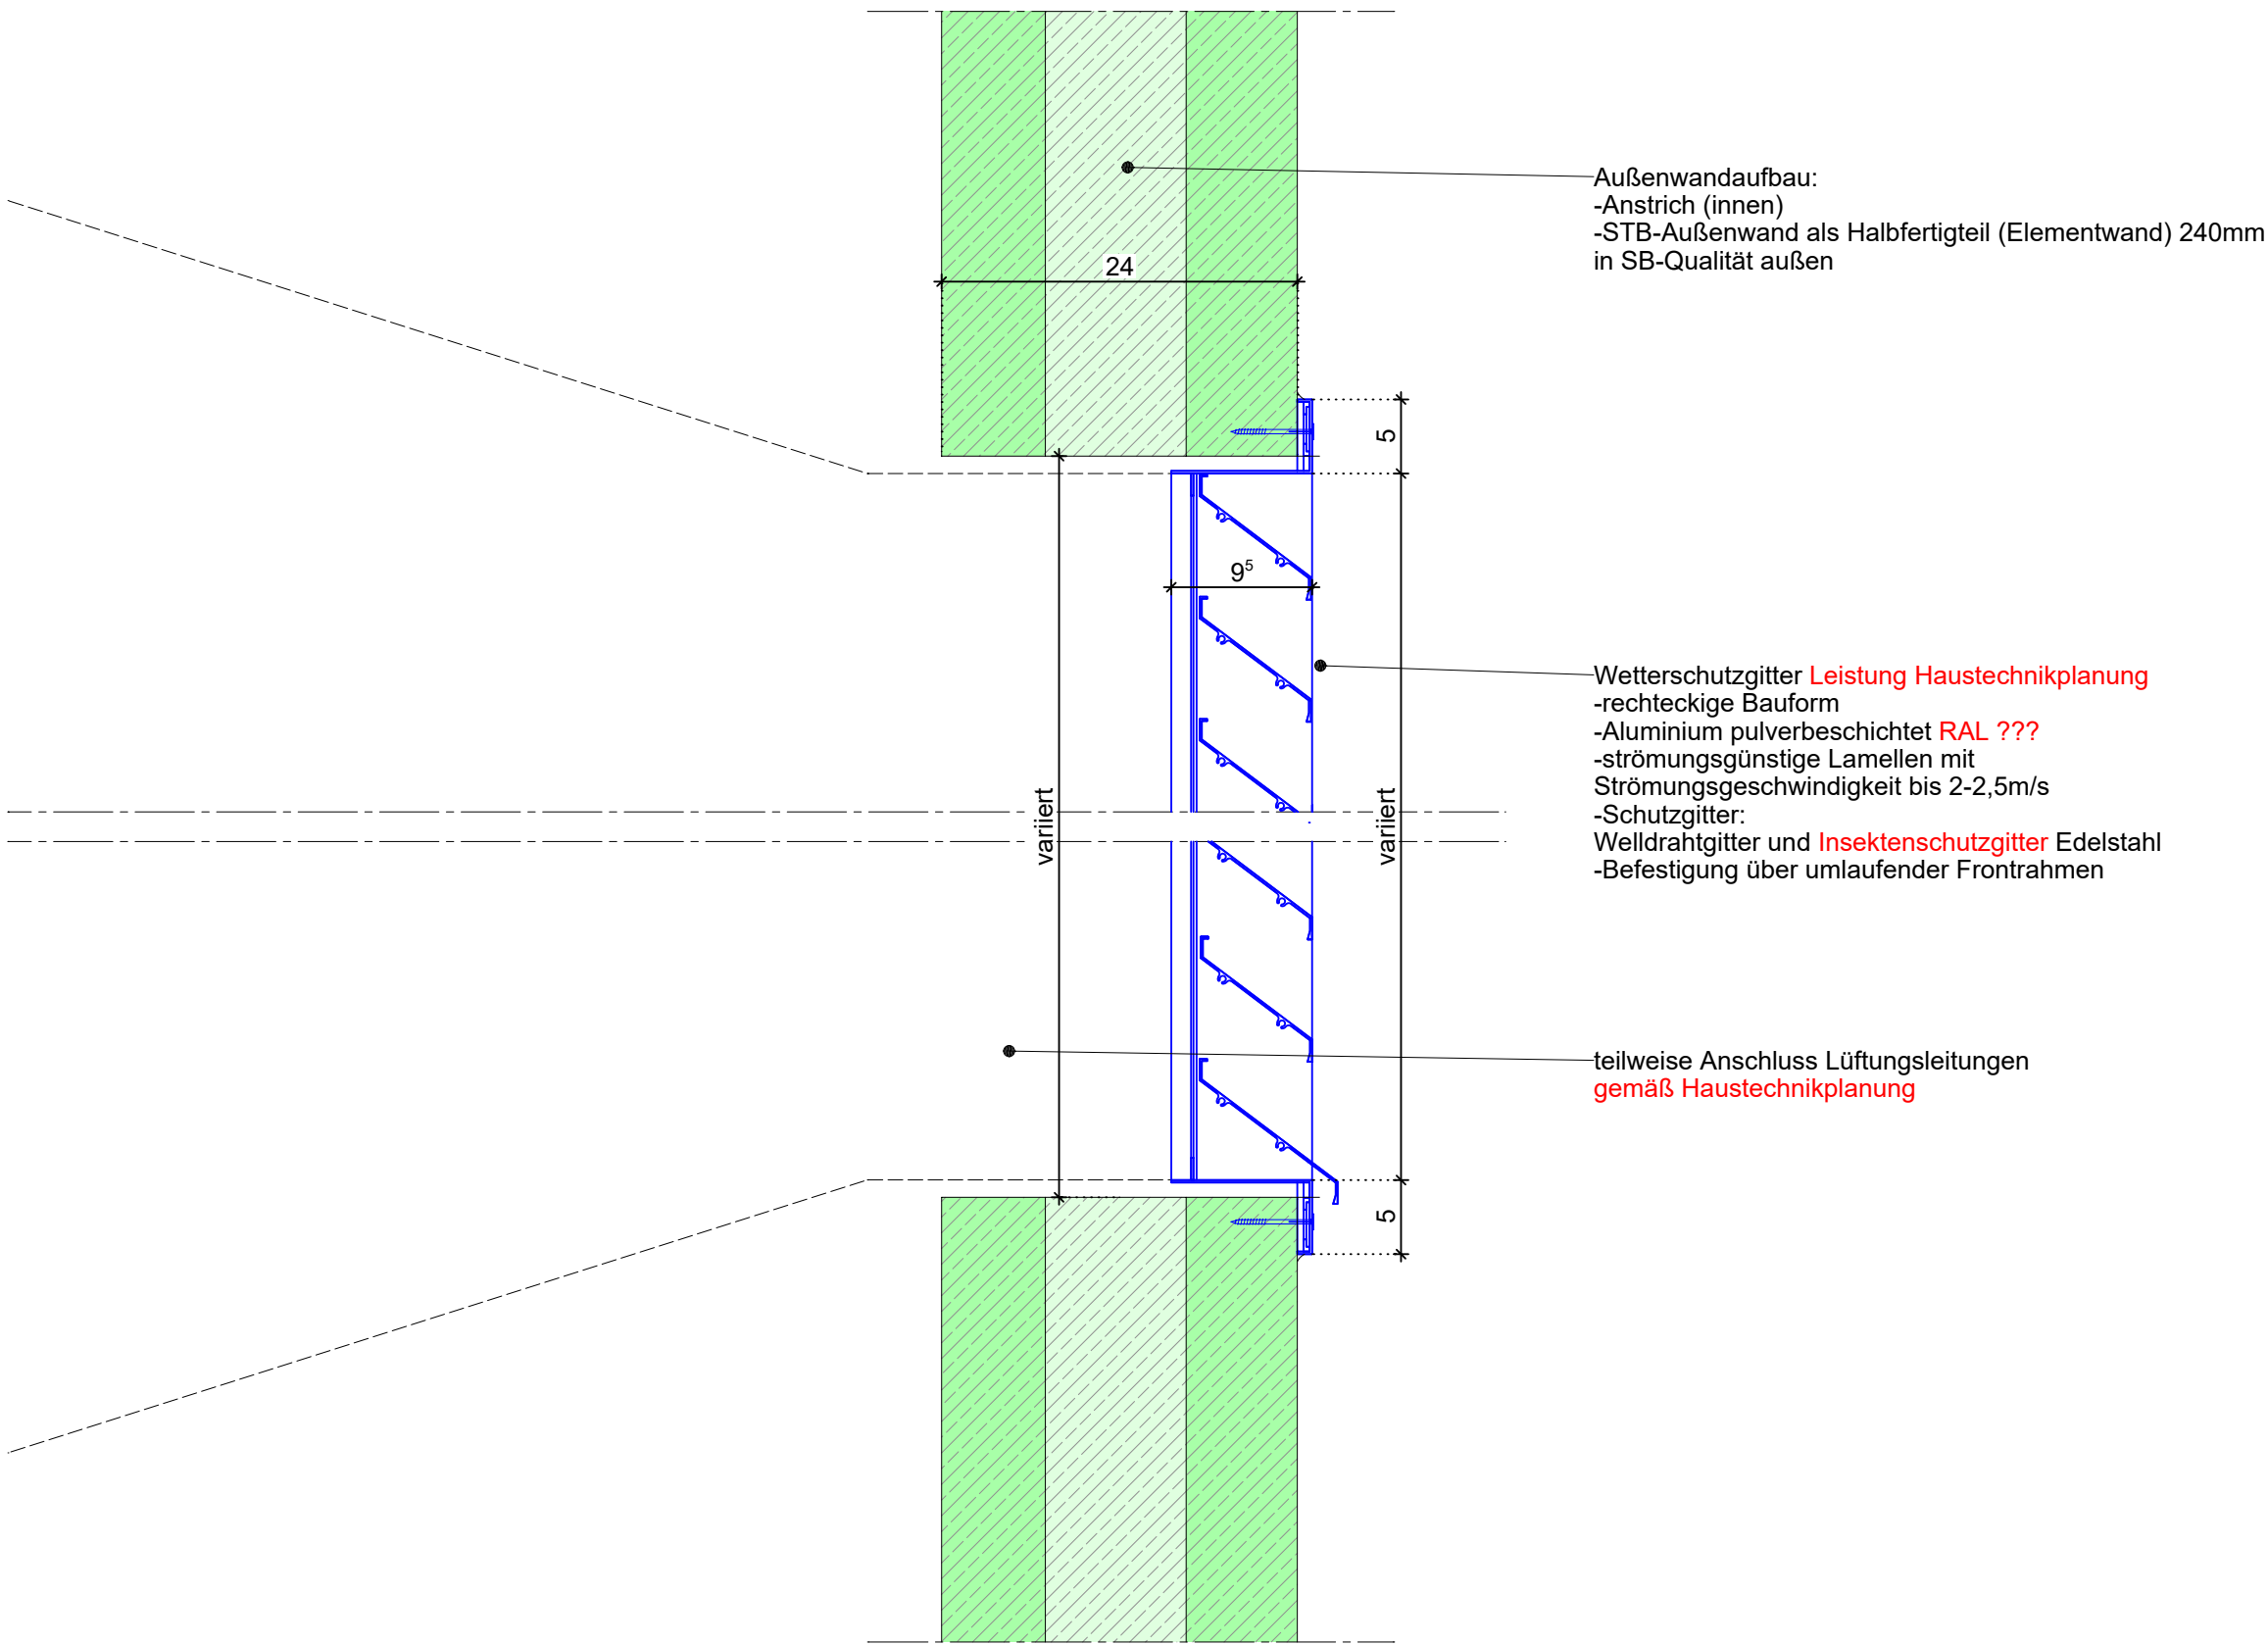 Außenwandaufbau:
-Anstrich (innen)
-STB-Außenwand als Halbfertigteil (Elementwand) 240mm
in SB-Qualität außen
24
5
9⁵
Wetterschutzgitter Leistung Haustechnikplanung
-rechteckige Bauform
-Aluminium pulverbeschichtet RAL ???
-strömungsgünstige Lamellen mit
Strömungsgeschwindigkeit bis 2-2,5m/s
-Schutzgitter:
Welldrahtgitter und Insektenschutzgitter Edelstahl
-Befestigung über umlaufender Frontrahmen
variiert
variiert
teilweise Anschluss Lüftungsleitungen
gemäß Haustechnikplanung
5